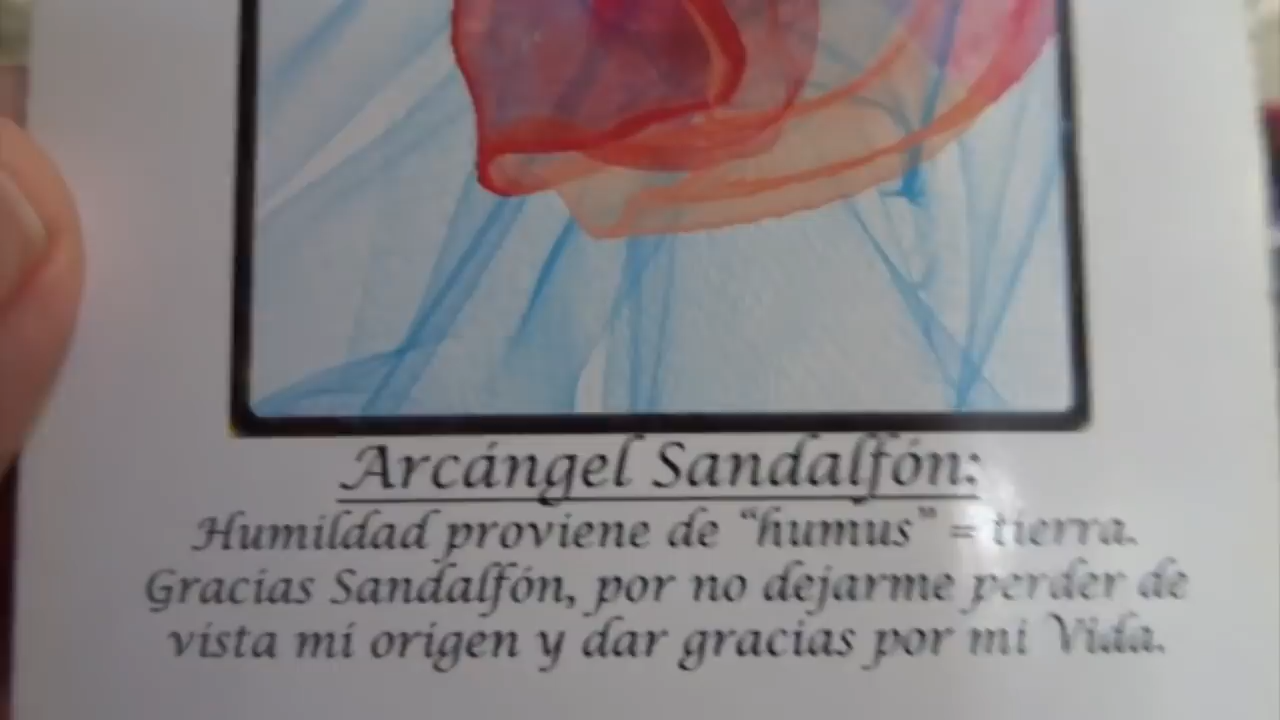 Arcángel Sandalfón:
Humildad proviene de “humus” = tierra.
Gracias Sandalfón, por no dejarme perder de
vista mi origen y dar gracias por mi Vida.